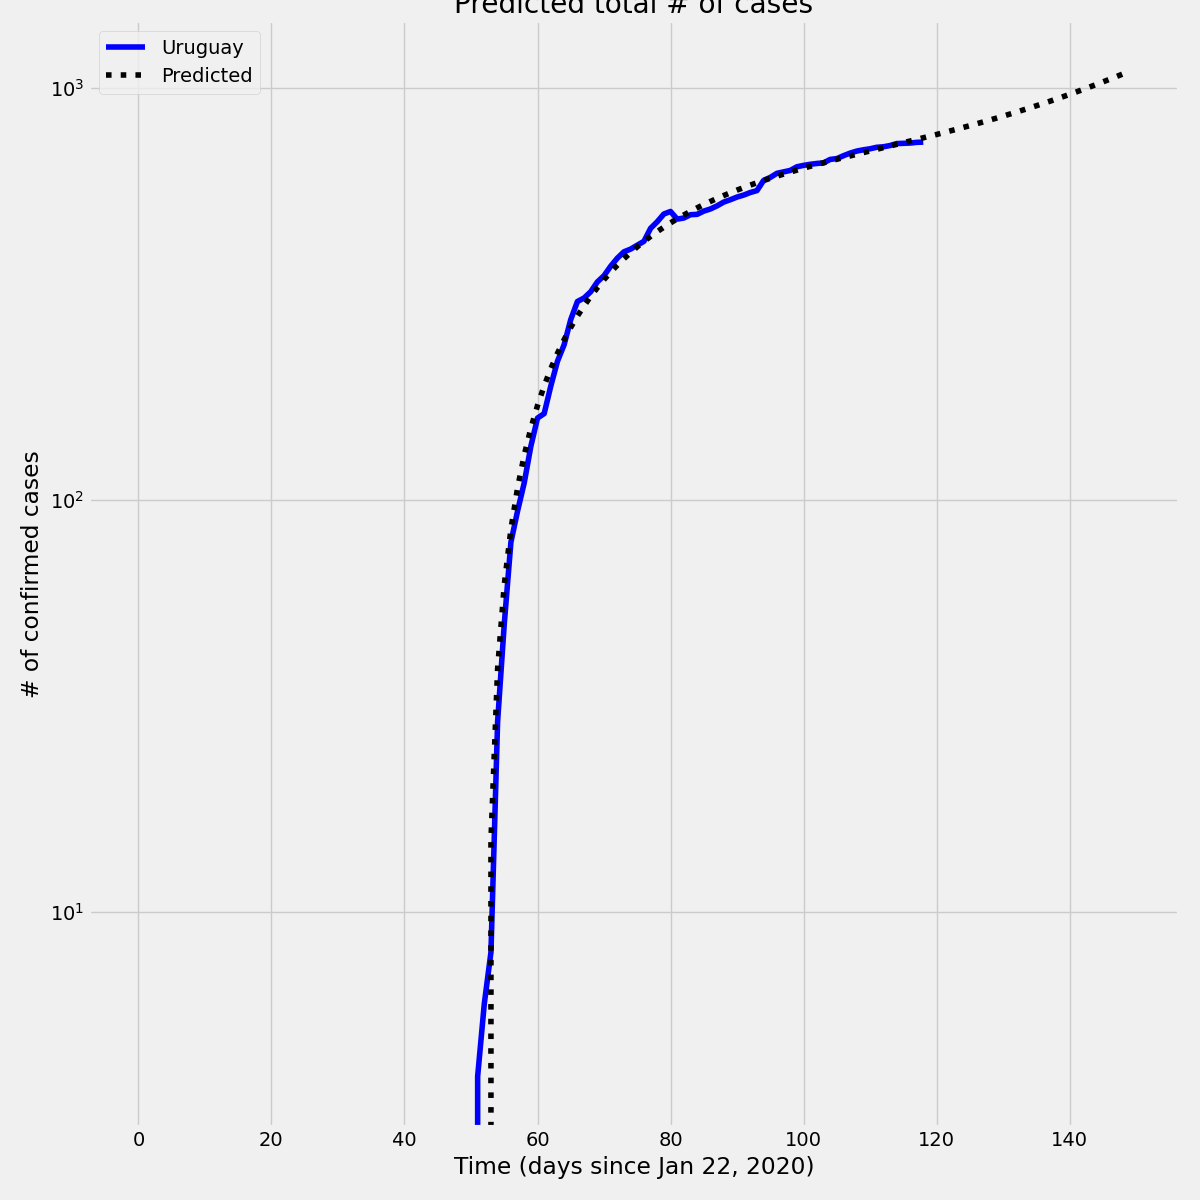 Predicted total # of cases
Uruguay
Predicted
10³
10²
10¹
# of confirmed cases
0 20 40 60 80 100 120 140
Time (days since Jan 22, 2020)